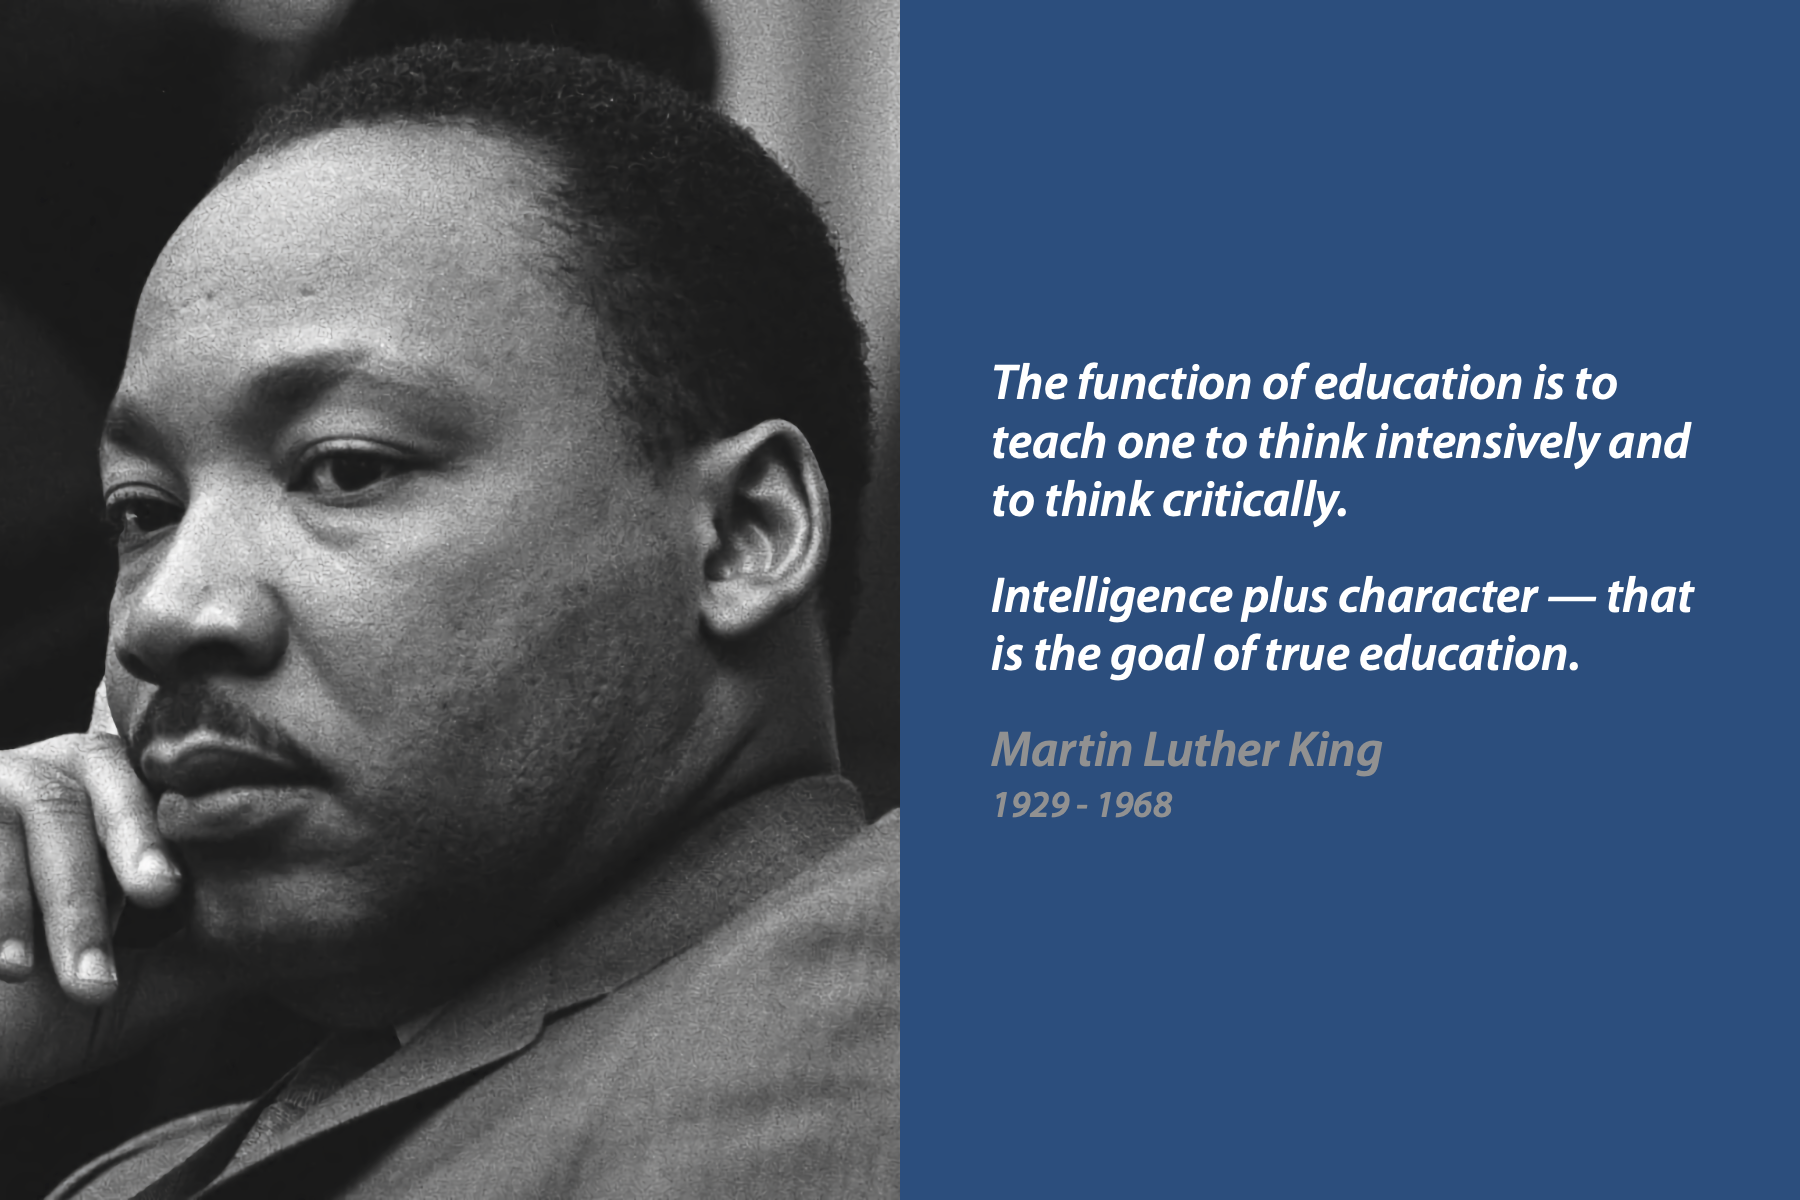 The function of education is to
teach one to think intensively and
to think critically.
Intelligence plus character — that
is the goal of true education.
Martin Luther King
1929 - 1968